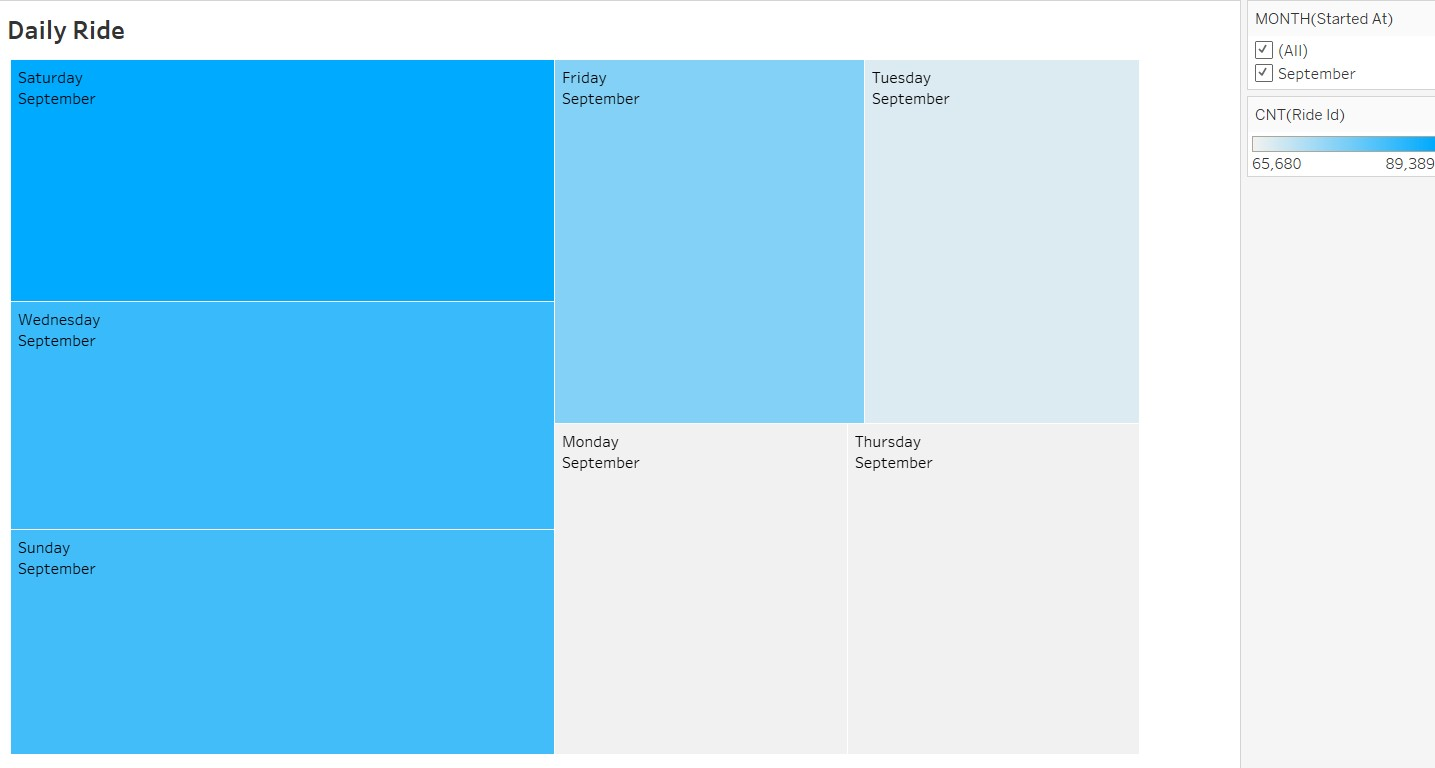 Daily Ride
Saturday
September
Wednesday
September
Sunday
September
Friday
September
Tuesday
September
Monday
September
Thursday
September
MONTH(Started At)
(All)
September
CNT(Ride Id)
65,680 89,389